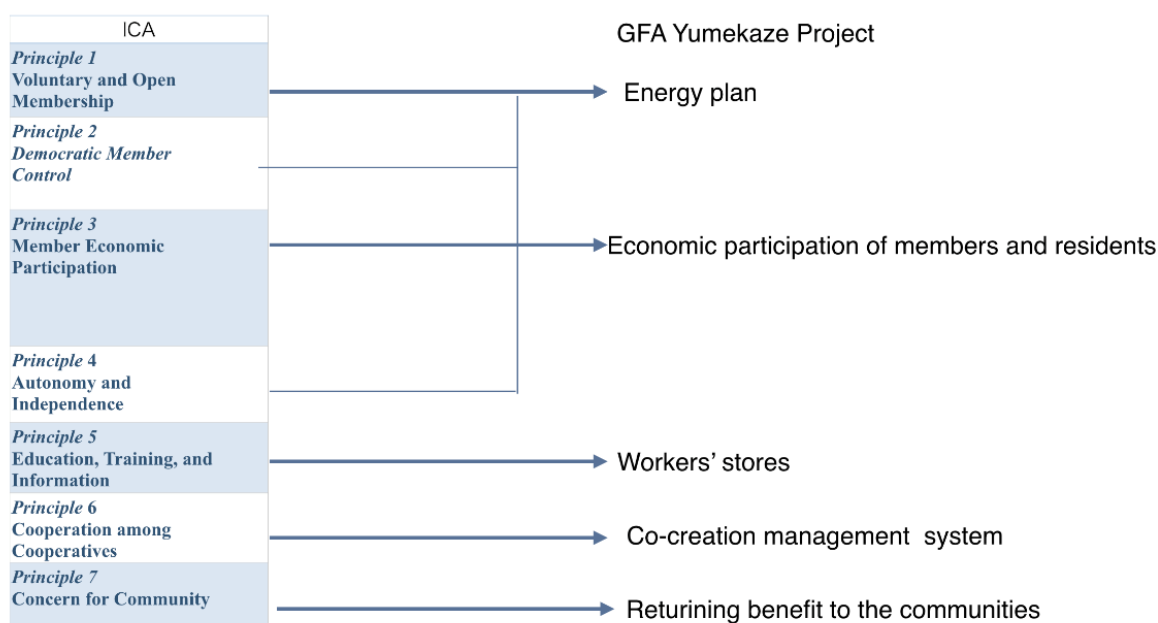 ICA
GFA Yumekaze Project
Principle 1
Voluntary and Open
Membership
Energy plan
Principle 2
Democratic Member
Control
Principle 3
Member Economic
Participation
Economic participation of members and residents
Principle 4
Autonomy and
Independence
Principle 5
Education, Training, and
Information
Workers’ stores
Principle 6
Cooperation among
Cooperatives
Co-creation management system
Principle 7
Concern for Community
Returining benefit to the communities